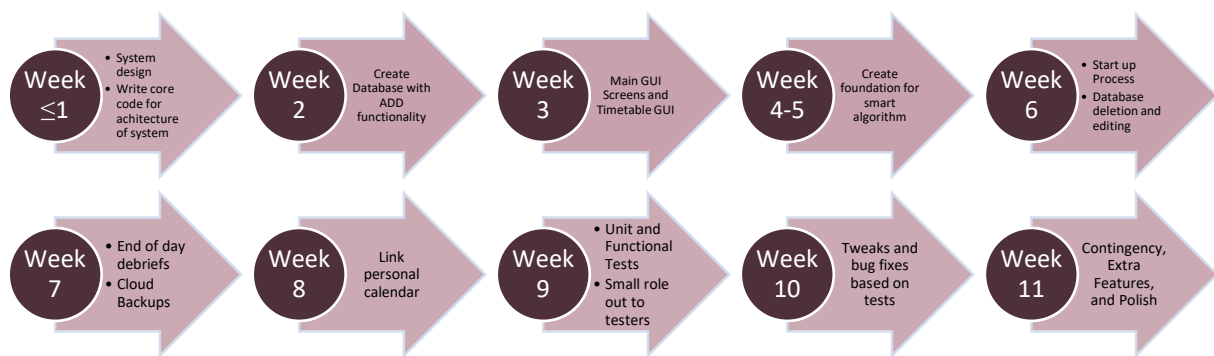 Week
≤1
• System
design
• Write core
code for
achitecture of
system
Week
2
Create
Database with
ADD
functionality
Week
3
Main GUI
Screens and
Timetable GUI
Week
4-5
Create
foundation for
smart
algorithm
Week
6
• Start up
Process
• Database
deletion and
editing
Week
7
• End of day
debriefs
• Cloud
Backups
Week
8
Link
personal
calendar
Week
9
• Unit and
Functional
Tests
• Small role
out to
testers
Week
10
Tweaks and
bug fixes
based on
tests
Week
11
Contingency,
Extra
Features,
and Polish